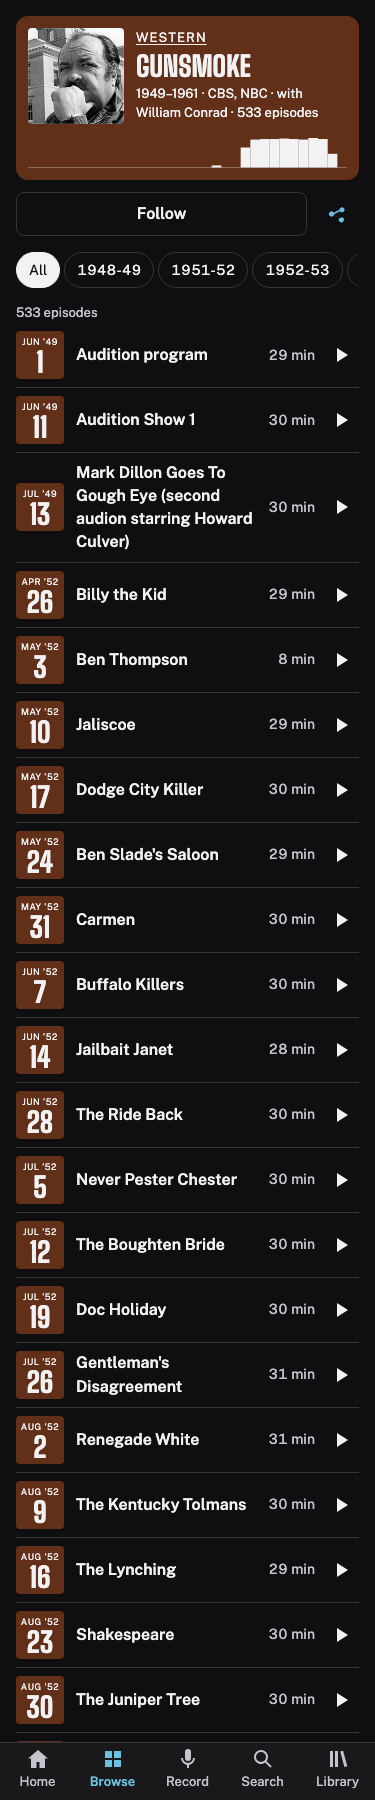 WESTERN
GUNSMOKE
1949–1961 · CBS, NBC · with
William Conrad · 533 episodes
Follow
All
1948-49
1951-52
1952-53
533 episodes
JUN '49
1
Audition program
29 min
JUN '49
11
Audition Show 1
30 min
JUL '49
13
Mark Dillon Goes To
Gough Eye (second
audion starring Howard
Culver)
30 min
APR '52
26
Billy the Kid
29 min
MAY '52
3
Ben Thompson
8 min
MAY '52
10
Jaliscoe
29 min
MAY '52
17
Dodge City Killer
30 min
MAY '52
24
Ben Slade's Saloon
29 min
MAY '52
31
Carmen
30 min
JUN '52
7
Buffalo Killers
30 min
JUN '52
14
Jailbait Janet
28 min
JUN '52
28
The Ride Back
30 min
JUL '52
5
Never Pester Chester
30 min
JUL '52
12
The Boughten Bride
30 min
JUL '52
19
Doc Holiday
30 min
JUL '52
26
Gentleman's
Disagreement
31 min
AUG '52
2
Renegade White
31 min
AUG '52
9
The Kentucky Tolmans
30 min
AUG '52
16
The Lynching
29 min
AUG '52
23
Shakespeare
30 min
AUG '52
30
The Juniper Tree
30 min
Home
Browse
Record
Search
Library